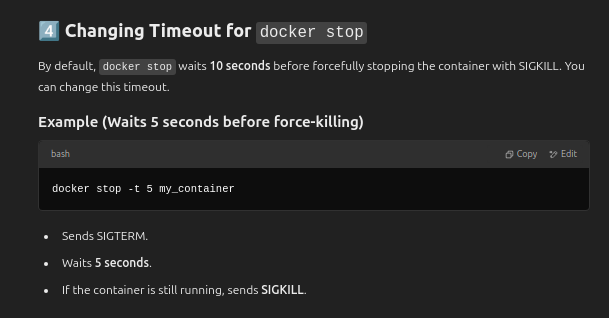 4️⃣ Changing Timeout for docker stop
By default, docker stop waits 10 seconds before forcefully stopping the container with SIGKILL. You
can change this timeout.
Example (Waits 5 seconds before force-killing)
bash Copy Edit
docker stop -t 5 my_container
• Sends SIGTERM.
• Waits 5 seconds.
• If the container is still running, sends SIGKILL.